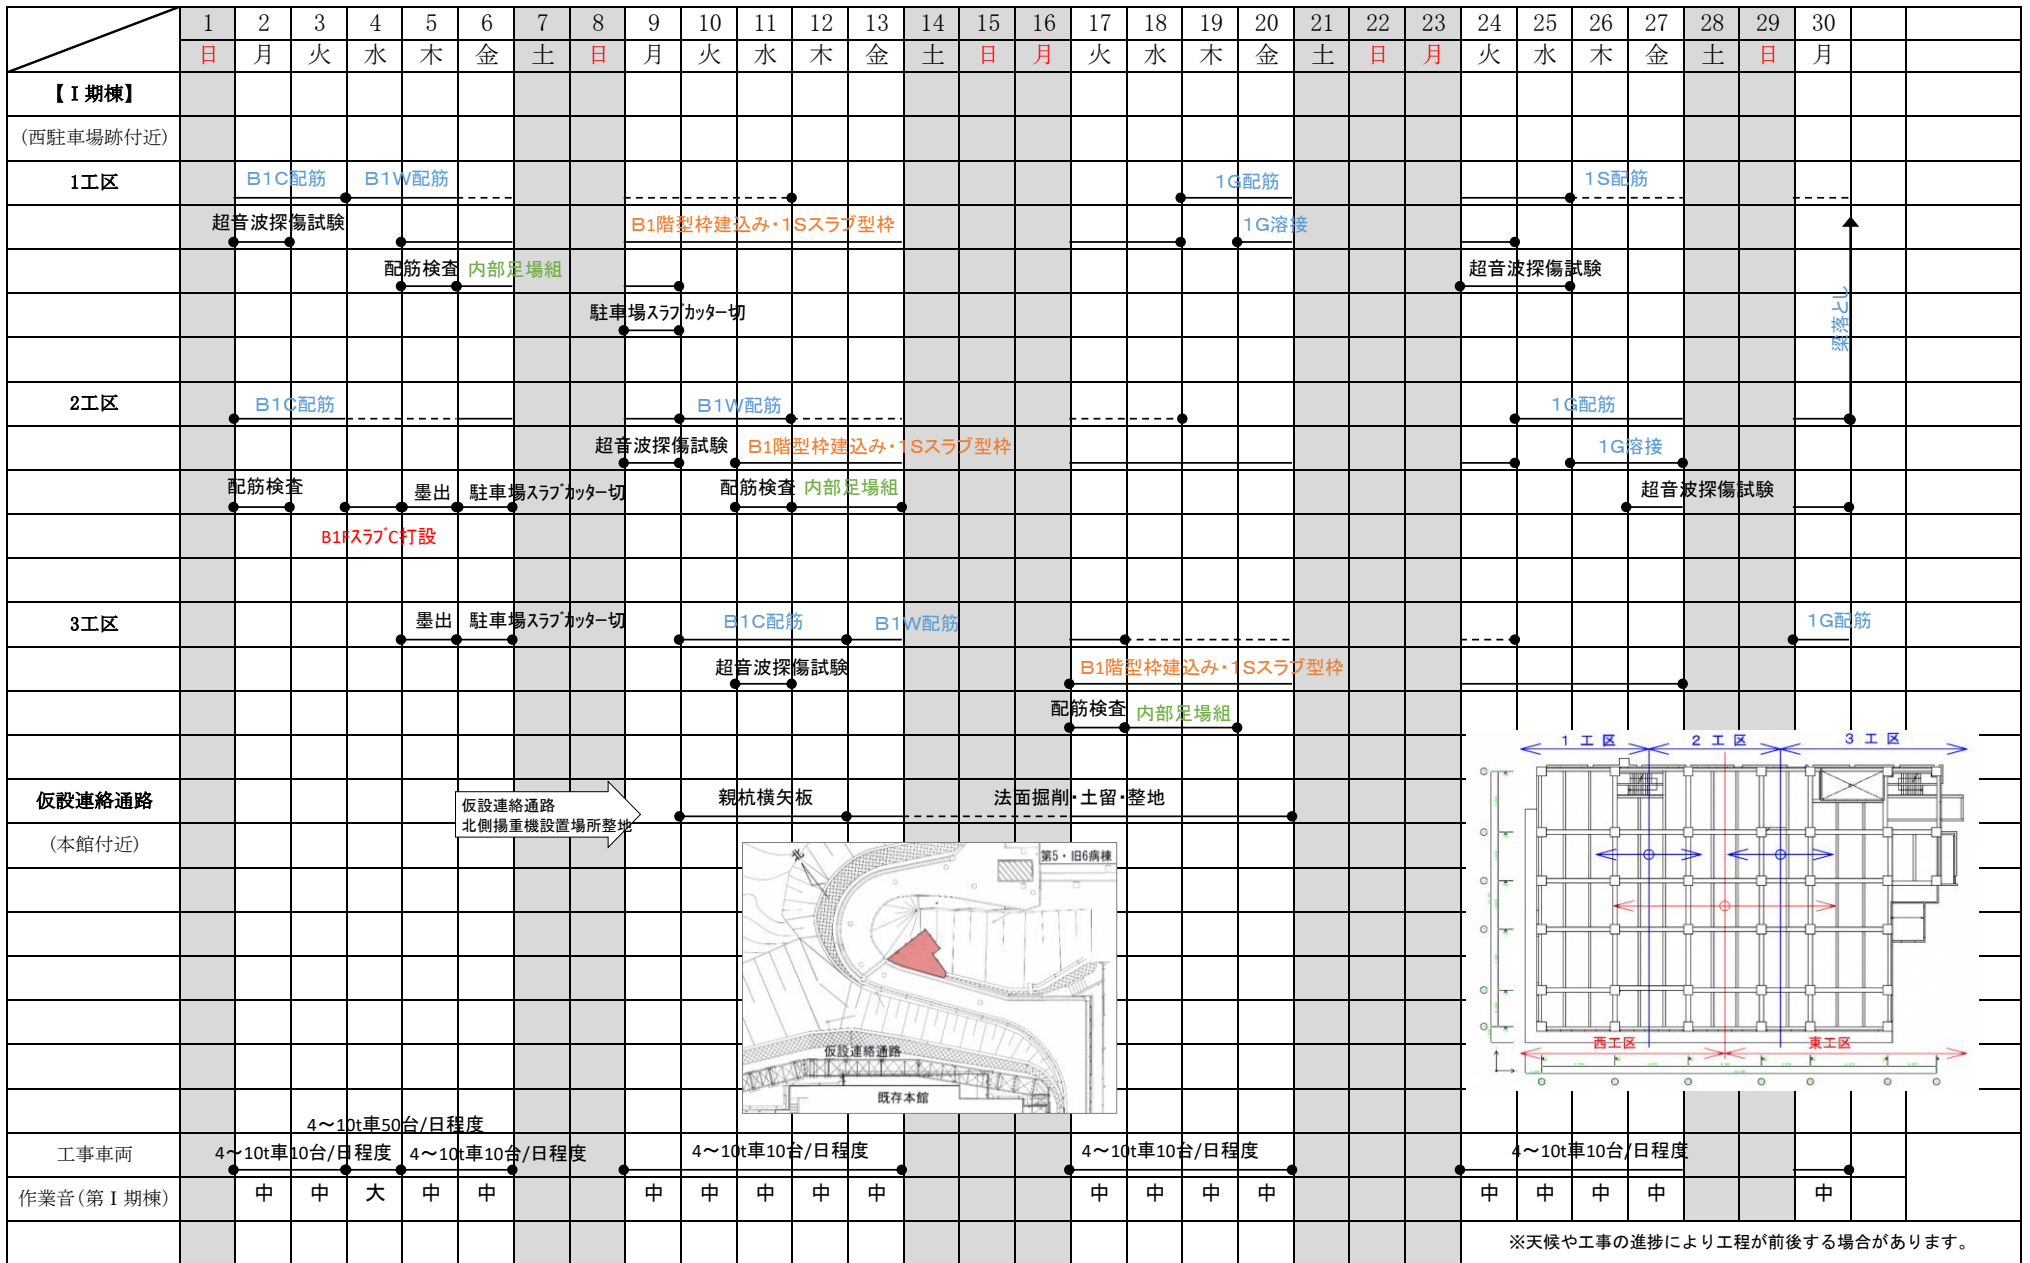 1 2 3 4 5 6 7 8 9 10 11 12 13 14 15 16 17 18 19 20 21 22 23 24 25 26 27 28 29 30
日 月 火 水 木 金 土 日 月 火 水 木 金 土 日 月 火 水 木 金 土 日 月 火 水 木 金 土 日 月
【Ⅰ期棟】
(西駐車場跡付近)
1工区
B1C配筋 B1W配筋 1G配筋 1S配筋
超音波探傷試験 B1階型枠建込み・1Sスラブ型枠 1G溶接
配筋検査 内部足場組 超音波探傷試験
駐車場ｽﾗﾌﾞｶｯﾀｰ切
梁落とし
2工区
B1C配筋 B1W配筋 1G配筋
超音波探傷試験 B1階型枠建込み・1Sスラブ型枠 1G溶接
配筋検査 墨出 駐車場ｽﾗﾌﾞｶｯﾀｰ切 配筋検査 内部足場組 超音波探傷試験
B1FｽﾗﾌﾞC打設
3工区
墨出 駐車場ｽﾗﾌﾞｶｯﾀｰ切 B1C配筋 B1W配筋 1G配筋
超音波探傷試験 B1階型枠建込み・1Sスラブ型枠
配筋検査 内部足場組
1工区 2工区 3工区
西工区 東工区
仮設連絡通路
(本館付近)
仮設連絡通路
北側揚重機設置場所整地
親杭横矢板 法面掘削・土留・整地
北
第5・旧6病棟
仮設連絡通路
既存本館
4～10t車50台/日程度
工事車両
4～10t車10台/日程度 4～10t車10台/日程度 4～10t車10台/日程度 4～10t車10台/日程度 4～10t車10台/日程度
作業音(第Ⅰ期棟)
中 中 大 中 中 中 中 中 中 中 中 中 中 中 中 中 中 中 中
※天候や工事の進捗により工程が前後する場合があります。